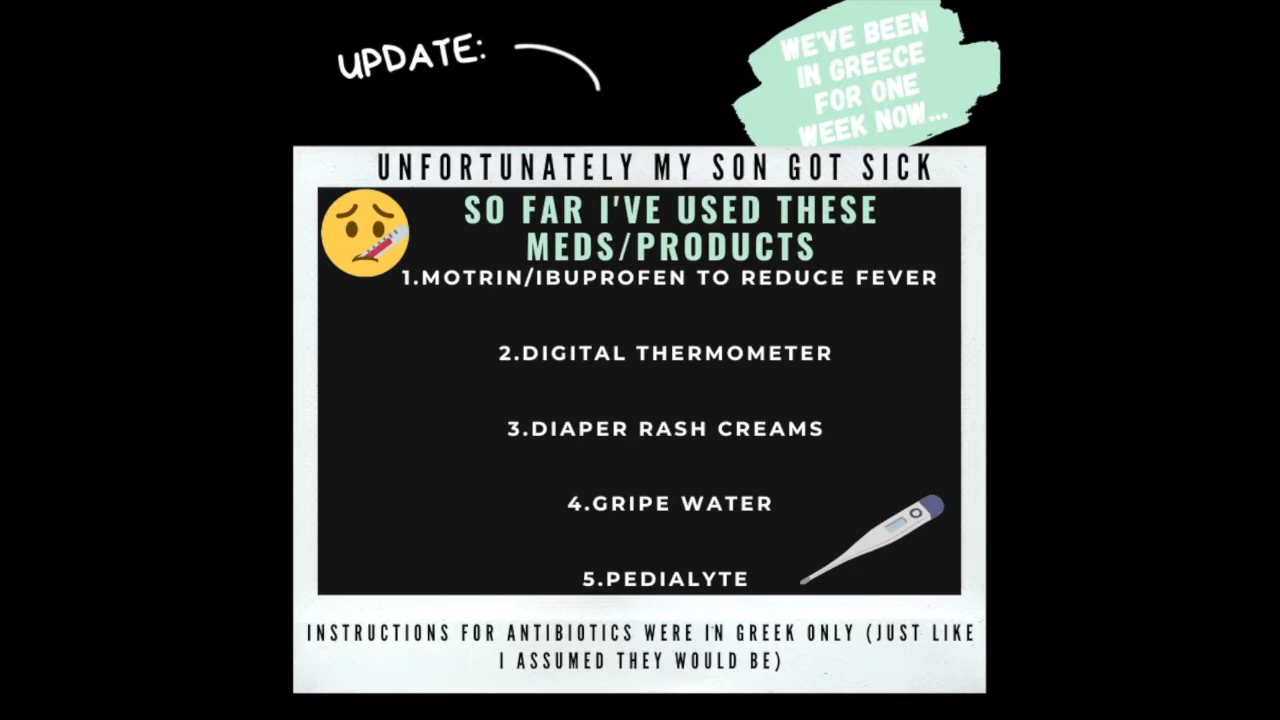 UPDATE:
WE'VE BEEN
IN GREECE
FOR ONE
WEEK NOW...
UNFORTUNATELY MY SON GOT SICK
SO FAR I'VE USED THESE
MEDS/PRODUCTS
1.MOTRIN/IBUPROFEN TO REDUCE FEVER
2.DIGITAL THERMOMETER
3.DIAPER RASH CREAMS
4.GRIPE WATER
5.PEDIALYTE
INSTRUCTIONS FOR ANTIBIOTICS WERE IN GREEK ONLY (JUST LIKE
I ASSUMED THEY WOULD BE)